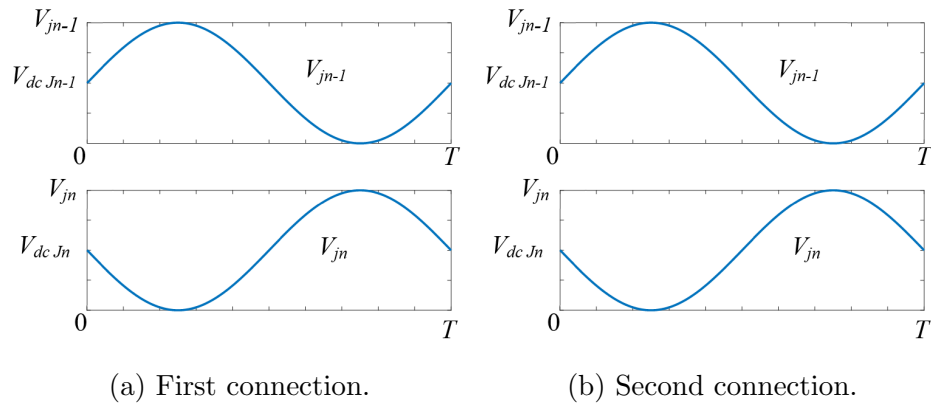 V_{jn-1}
V_{dc Jn-1}
V_{jn-1}
0
T
V_{jn}
V_{dc Jn}
V_{jn}
0
T
(a) First connection.
V_{jn-1}
V_{dc Jn-1}
V_{jn-1}
0
T
V_{jn}
V_{dc Jn}
V_{jn}
0
T
(b) Second connection.